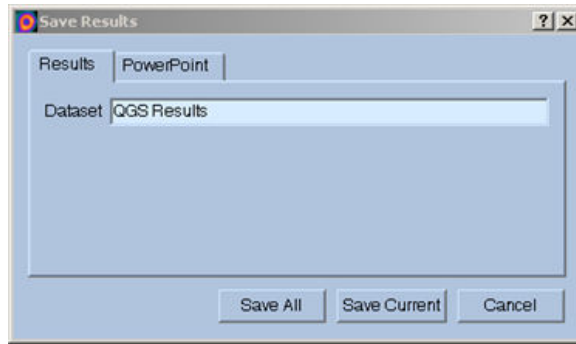 Save Results
Results PowerPoint
Dataset QGS Results
Save All Save Current Cancel